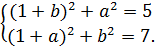 (1 + b)² + a² = 5
(1 + a)² + b² = 7.